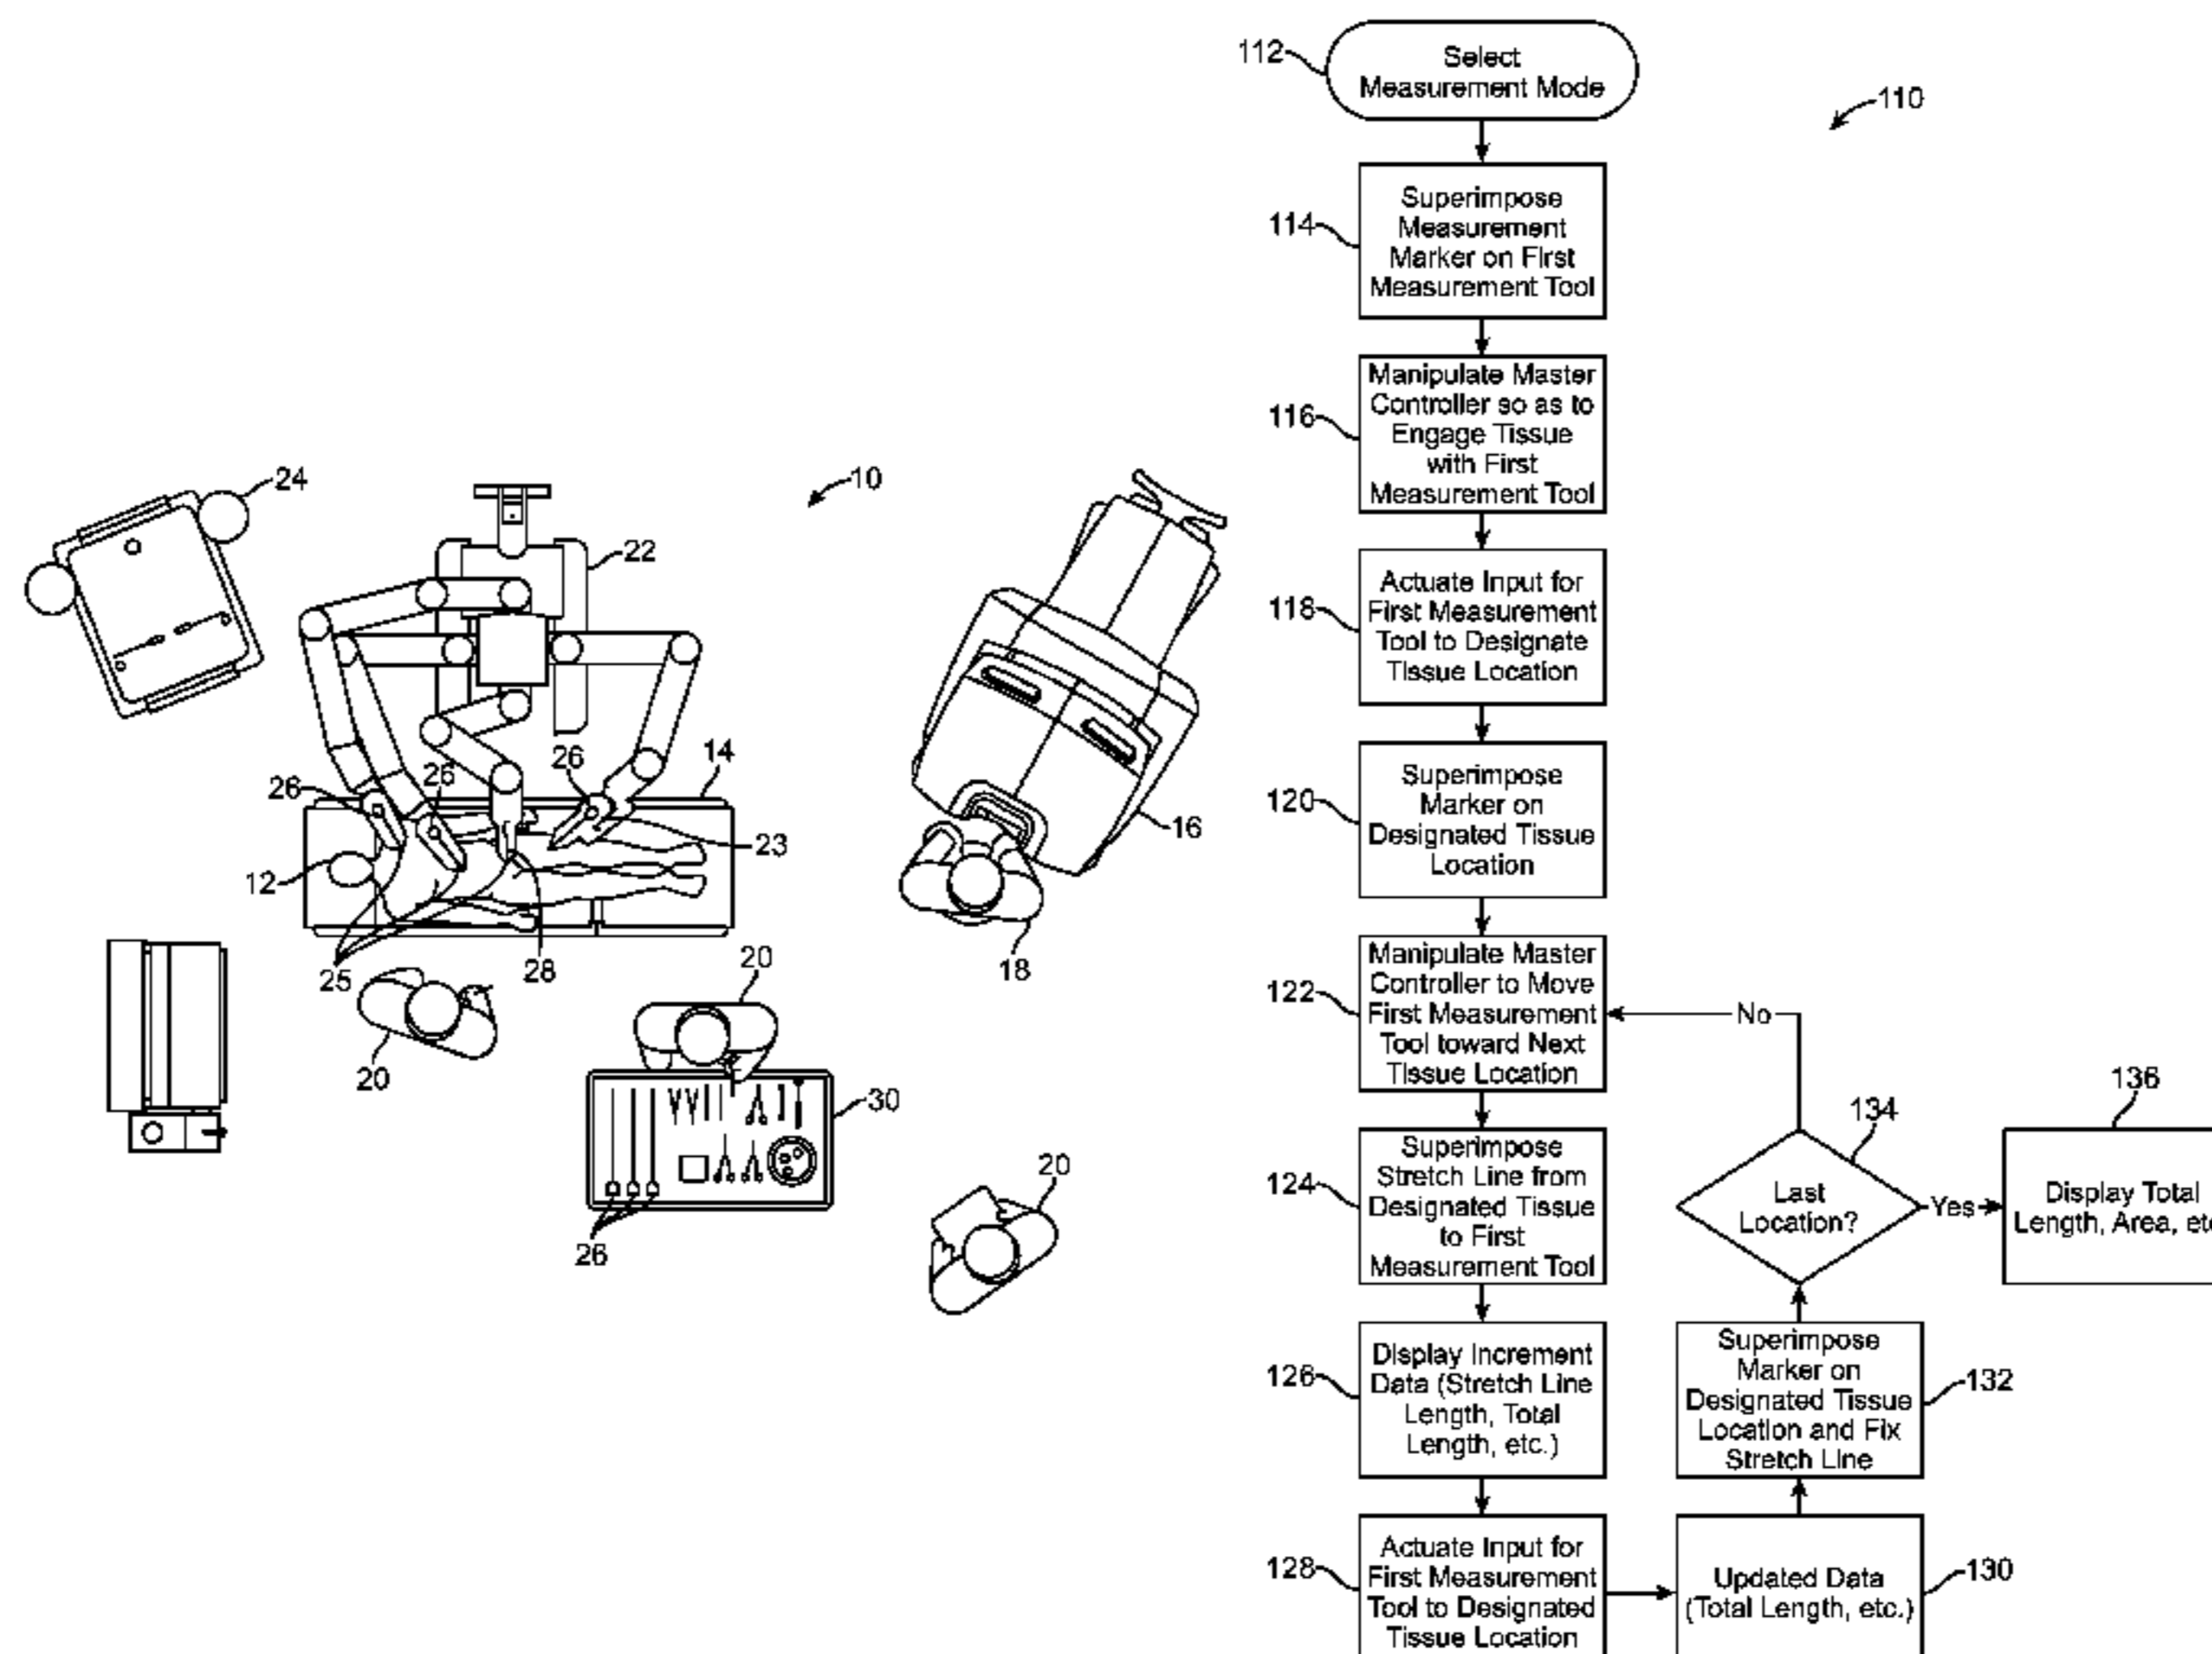 24
22
10
26
26
26
14
23
12
25
28
16
18
20
20
20
30
26
112
Select
Measurement Mode
110
114
Superimpose
Measurement
Marker on First
Measurement Tool
116
Manipulate Master
Controller so as to
Engage Tissue
with First
Measurement Tool
118
Actuate Input for
First Measurement
Tool to Designate
Tissue Location
120
Superimpose
Marker on
Designated Tissue
Location
122
Manipulate Master
Controller to Move
First Measurement
Tool toward Next
Tissue Location
No
124
Superimpose
Stretch Line from
Designated Tissue
to First
Measurement Tool
134
Last
Location?
Yes
136
Display Total
Length, Area, etc
126
Display Increment
Data (Stretch Line
Length, Total
Length, etc.)
Superimpose
Marker on
Designated Tissue
Location and Fix
Stretch Line
132
128
Actuate Input for
First Measurement
Tool to Designated
Tissue Location
Updated Data
(Total Length, etc.)
130